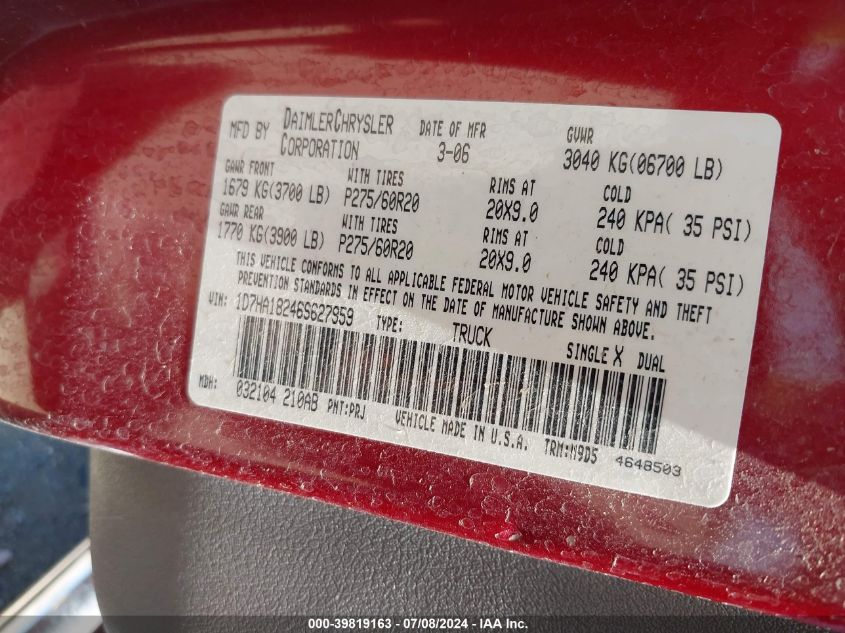 MFD BY DAIMLERCHRYSLER CORPORATION DATE OF MFR 3-06 GVWR 3040 KG(06700 LB)
GAWR FRONT WITH TIRES RIMS AT COLD
1679 KG(3700 LB) P275/60R20 20X9.0 240 KPA( 35 PSI)
GAWR REAR WITH TIRES RIMS AT COLD
1770 KG(3900 LB) P275/60R20 20X9.0 240 KPA( 35 PSI)
THIS VEHICLE CONFORMS TO ALL APPLICABLE FEDERAL MOTOR VEHICLE SAFETY AND THEFT
PREVENTION STANDARDS IN EFFECT ON THE DATE OF MANUFACTURE SHOWN ABOVE.
VIN: 1D7HA18246S627959 TYPE: TRUCK SINGLE X DUAL
MDH: 032104 210AB PNT:PRJ VEHICLE MADE IN U.S.A. TRM:M9D5 4648503
000-39819163 - 07/08/2024 - IAA Inc.